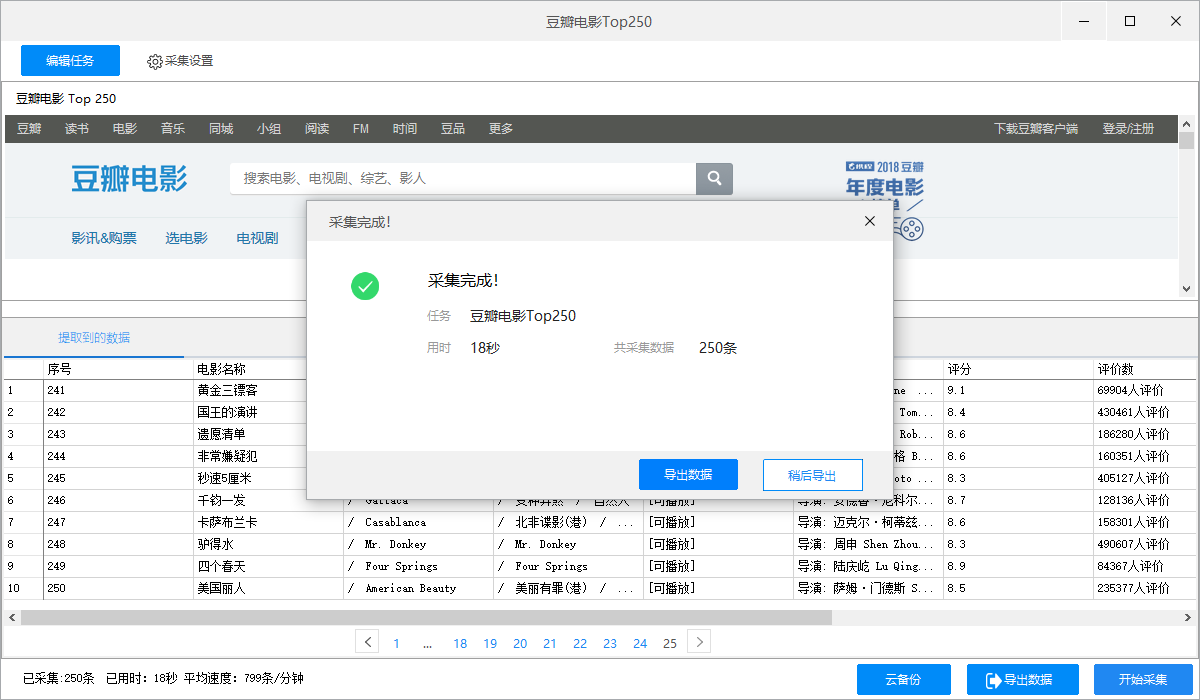 豆瓣电影Top250
编辑任务 采集设置
豆瓣电影 Top 250
豆瓣 读书 电影 音乐 同城 小组 阅读 FM 时间 豆品 更多 下载豆瓣客户端 登录/注册
豆瓣电影 搜索电影、电视剧、综艺、影人 2018 豆瓣
年度电影
影讯&购票 选电影 电视剧
采集完成!
采集完成!
任务 豆瓣电影Top250
用时 18秒 共采集数据 250条
导出数据 稍后导出
提取到的数据
序号 电影名称 评分 评价数
1 241 黄金三镖客 ne ... 9.1 69904人评价
2 242 国王的演讲 Tom... 8.4 430461人评价
3 243 遗愿清单 Rob... 8.6 186280人评价
4 244 非常嫌疑犯 格 B... 8.6 160351人评价
5 245 秒速5厘米 oto ... 8.3 405127人评价
6 246 千钧一发 / Gattaca / 变种异煞 / 自然人 [可播放] 导演: 安德鲁·尼科尔... 8.7 128136人评价
7 247 卡萨布兰卡 / Casablanca / 北非谍影(港) / ... [可播放] 导演: 迈克尔·柯蒂兹... 8.6 158301人评价
8 248 驴得水 / Mr. Donkey / Mr. Donkey [可播放] 导演: 周申 Shen Zhou... 8.3 490607人评价
9 249 四个春天 / Four Springs / Four Springs [可播放] 导演: 陆庆屹 Lu Qing... 8.9 84367人评价
10 250 美国丽人 / American Beauty / 美丽有罪(港) / ... [可播放] 导演: 萨姆·门德斯 S... 8.5 235377人评价
< 1 ... 18 19 20 21 22 23 24 25 >
已采集:250条 已用时: 18秒 平均速度: 799条/分钟 云备份 导出数据 开始采集